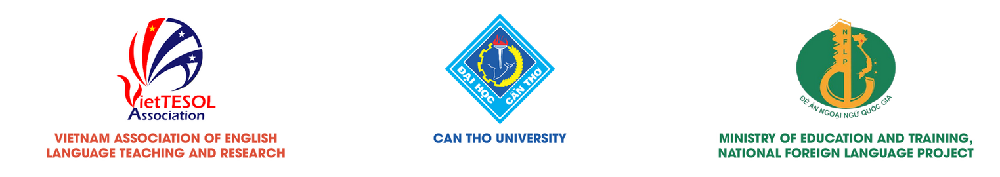 VietTESOL
Association
VIETNAM ASSOCIATION OF ENGLISH
LANGUAGE TEACHING AND RESEARCH
ĐẠI HỌC CẦN THƠ
CAN THO UNIVERSITY
NFLP
ĐỀ ÁN NGOẠI NGỮ QUỐC GIA
MINISTRY OF EDUCATION AND TRAINING,
NATIONAL FOREIGN LANGUAGE PROJECT